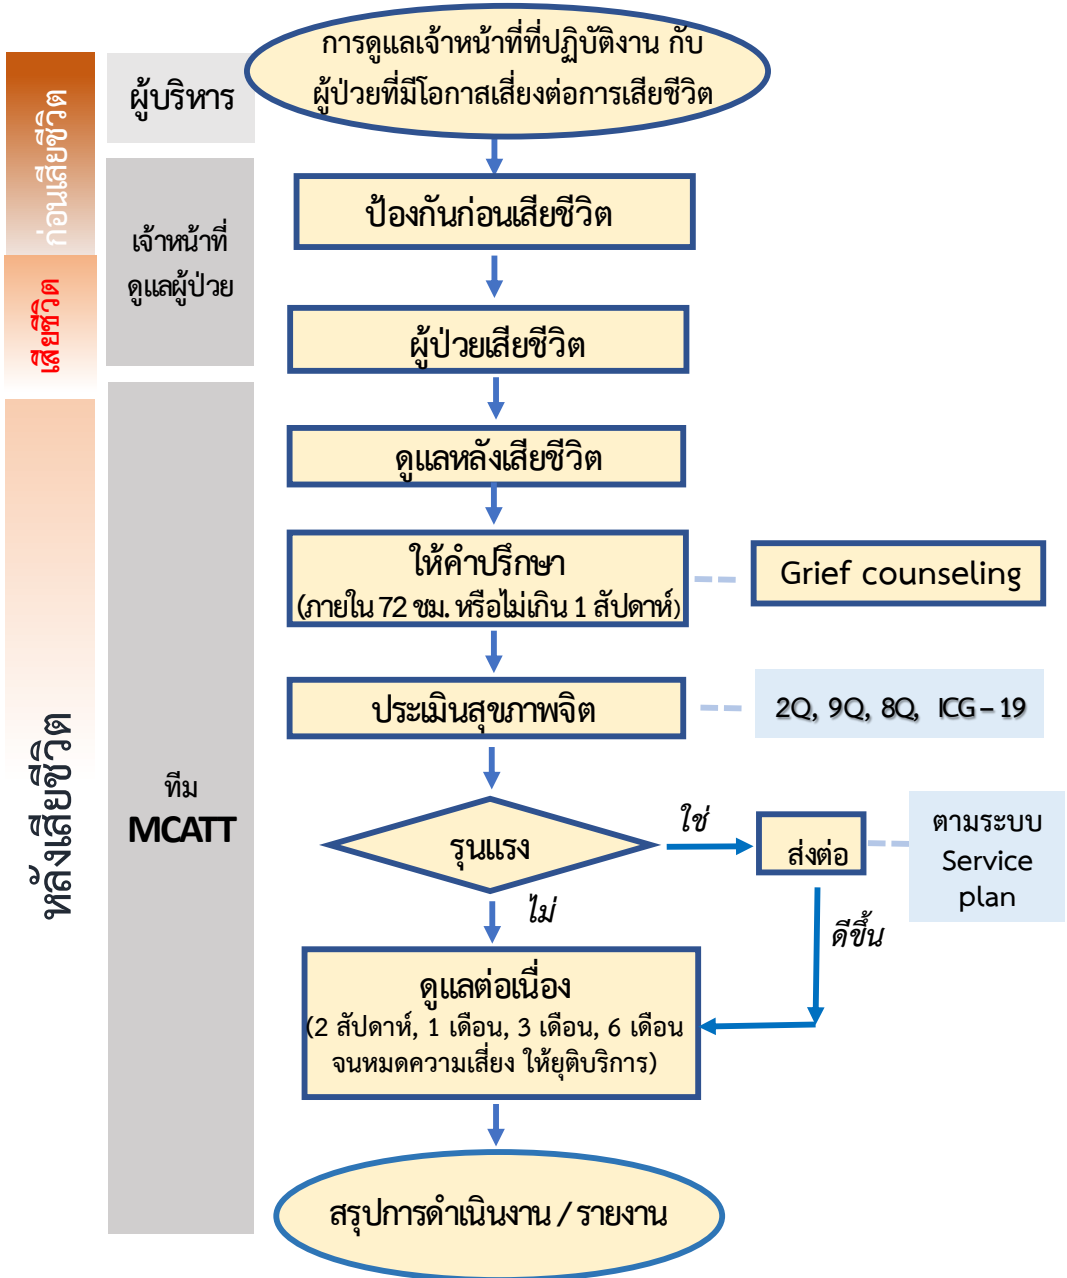 การดูแลเจ้าหน้าที่ที่ปฏิบัติงาน กับ
ผู้ป่วยที่มีโอกาสเสี่ยงต่อการเสียชีวิต
ก่อนเสียชีวิต
ผู้บริหาร
ป้องกันก่อนเสียชีวิต
เจ้าหน้าที่
ดูแลผู้ป่วย
เสียชีวิต
ผู้ป่วยเสียชีวิต
ดูแลหลังเสียชีวิต
ให้คำปรึกษา
(ภายใน 72 ชม. หรือไม่เกิน 1 สัปดาห์)
Grief counseling
ประเมินสุขภาพจิต
2Q, 9Q, 8Q, ICG – 19
หลังเสียชีวิต
ทีม
MCATT
รุนแรง
ใช่
ส่งต่อ
ตามระบบ
Service
plan
ไม่
ดีขึ้น
ดูแลต่อเนื่อง
(2 สัปดาห์, 1 เดือน, 3 เดือน, 6 เดือน
จนหมดความเสี่ยง ให้ยุติบริการ)
สรุปการดำเนินงาน / รายงาน